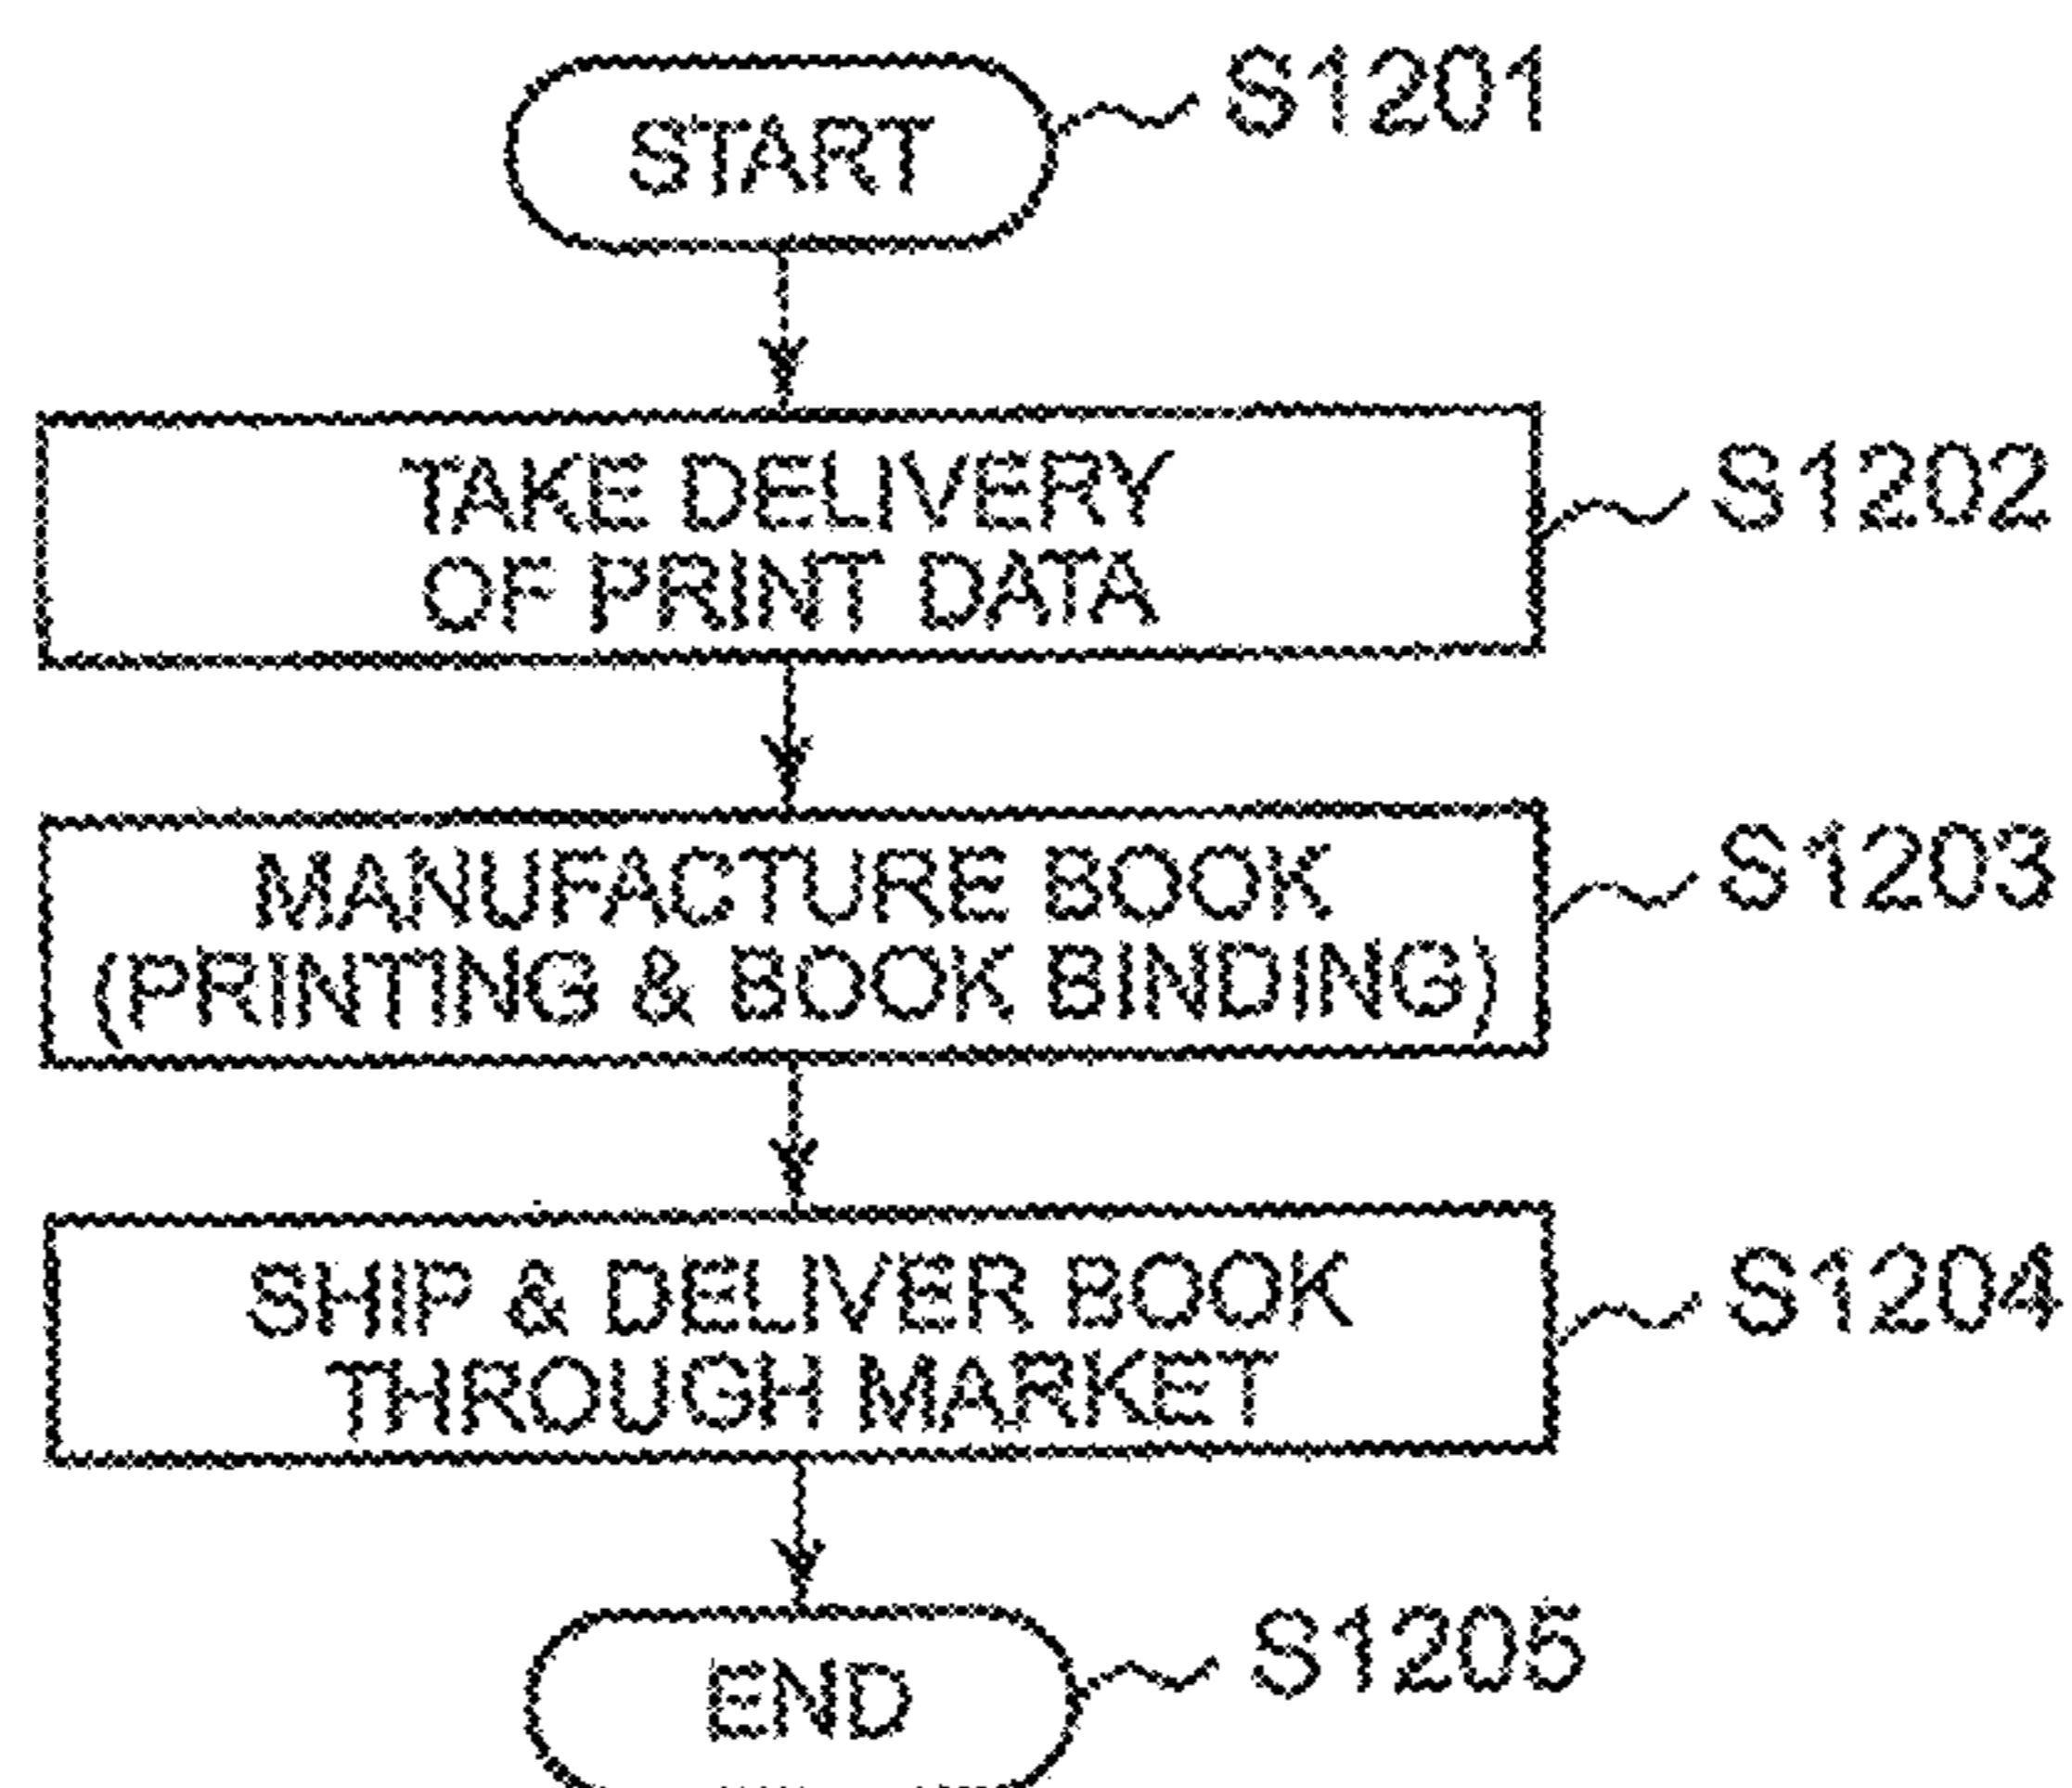 START
S1201
TAKE DELIVERY
OF PRINT DATA
S1202
MANUFACTURE BOOK
(PRINTING & BOOK BINDING)
S1203
SHIP & DELIVER BOOK
THROUGH MARKET
S1204
END
S1205